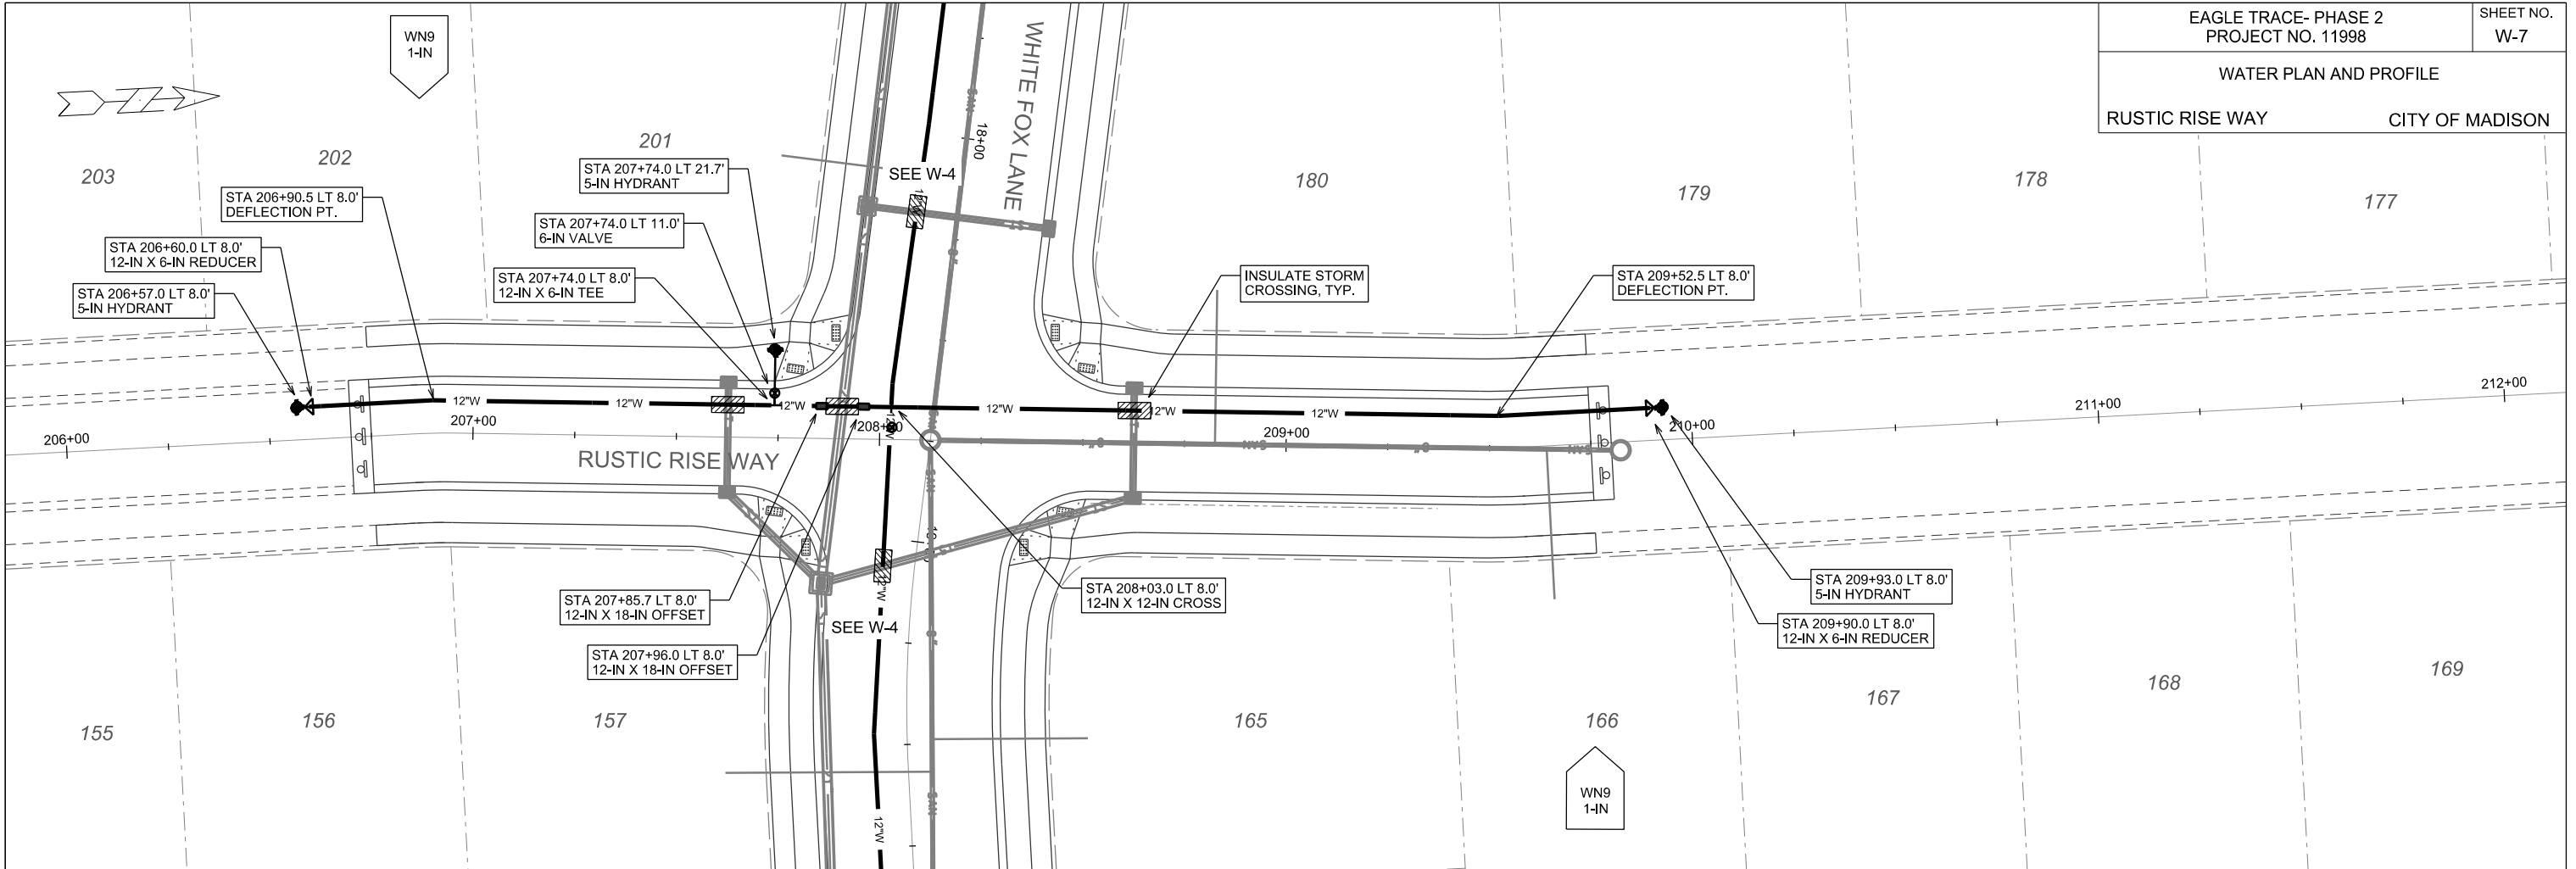 EAGLE TRACE- PHASE 2
PROJECT NO. 11998
SHEET NO.
W-7
WATER PLAN AND PROFILE
RUSTIC RISE WAY
CITY OF MADISON
WN9
1-IN
WHITE FOX LANE
18+00
203
202
201
180
179
178
177
STA 207+74.0 LT 21.7'
5-IN HYDRANT
SEE W-4
STA 206+90.5 LT 8.0'
DEFLECTION PT.
STA 207+74.0 LT 11.0'
6-IN VALVE
STA 206+60.0 LT 8.0'
12-IN X 6-IN REDUCER
STA 207+74.0 LT 8.0'
12-IN X 6-IN TEE
INSULATE STORM
CROSSING, TYP.
STA 209+52.5 LT 8.0'
DEFLECTION PT.
STA 206+57.0 LT 8.0'
5-IN HYDRANT
12"W
12"W
12"W
12"W
12"W
12"W
206+00
207+00
208+00
209+00
210+00
211+00
212+00
SAN
8"
SAN
8"
SAN
RUSTIC RISE WAY
STA 207+85.7 LT 8.0'
12-IN X 18-IN OFFSET
STA 208+03.0 LT 8.0'
12-IN X 12-IN CROSS
STA 209+93.0 LT 8.0'
5-IN HYDRANT
SEE W-4
STA 207+96.0 LT 8.0'
12-IN X 18-IN OFFSET
STA 209+90.0 LT 8.0'
12-IN X 6-IN REDUCER
12"W
8"
SAN
155
156
157
165
166
167
168
169
WN9
1-IN